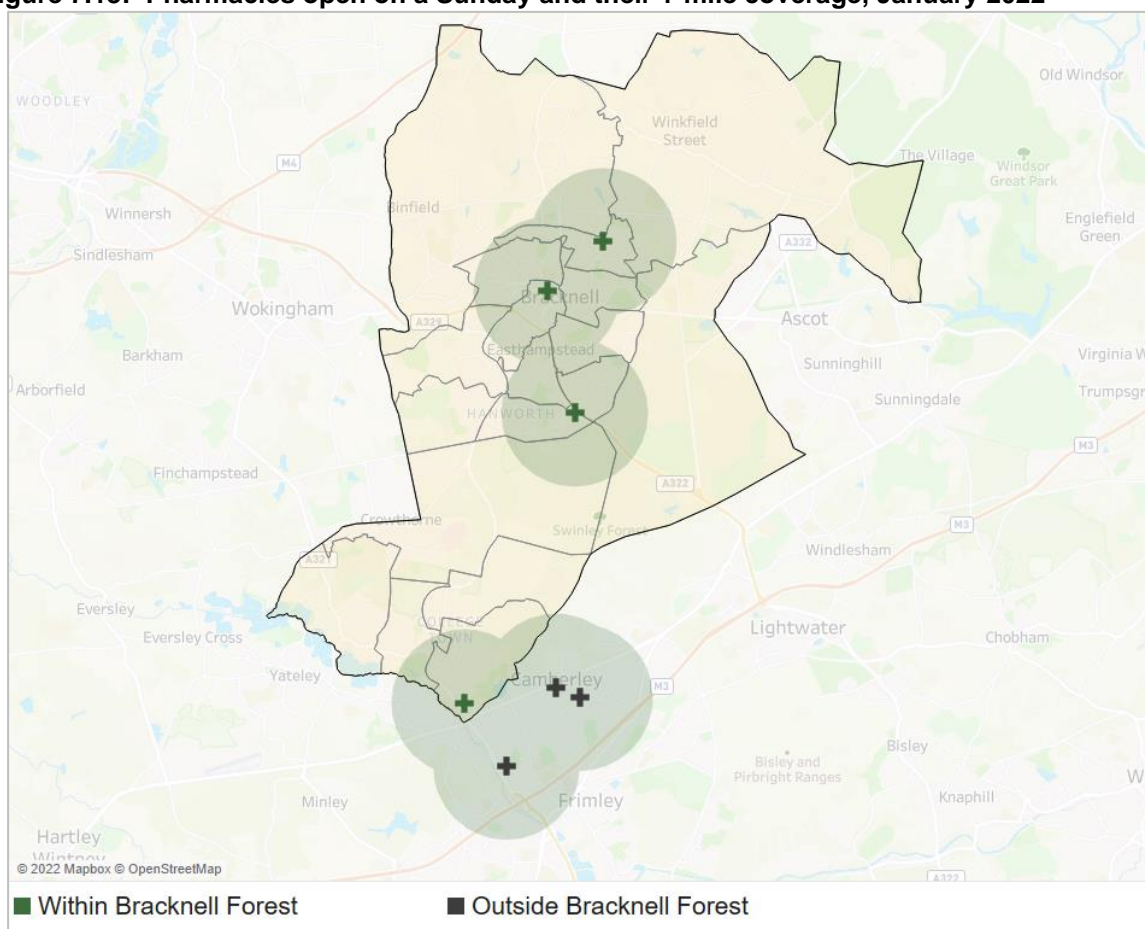 Pharmacies open on a Sunday and their 1 mile coverage, January 2022
Old Windsor
WOODLEY
Winkfield
Street
The Village
M4
Windsor
Great Park
Binfield
Winnersh
Englefield
Green
A332
Sindlesham
Bracknell
Wokingham
A329
Ascot
Easthampstead
Barkham
Virginia W
Sunninghill
Arborfield
Sunningdale
Trumpsgr
HANWORTH
M3
Finchampstead
A322
Crowthorne
M3
Swinley Forest
Windlesham
A321
Eversley
COLLEGE
TOWN
Lightwater
Eversley Cross
Chobham
Yateley
Camberley
M3
Bisley
Bisley and
Pirbright Ranges
W
Minley
Frimley
Knaphill
Hartley
Wintney
© 2022 Mapbox © OpenStreetMap
A322
Within Bracknell Forest
Outside Bracknell Forest